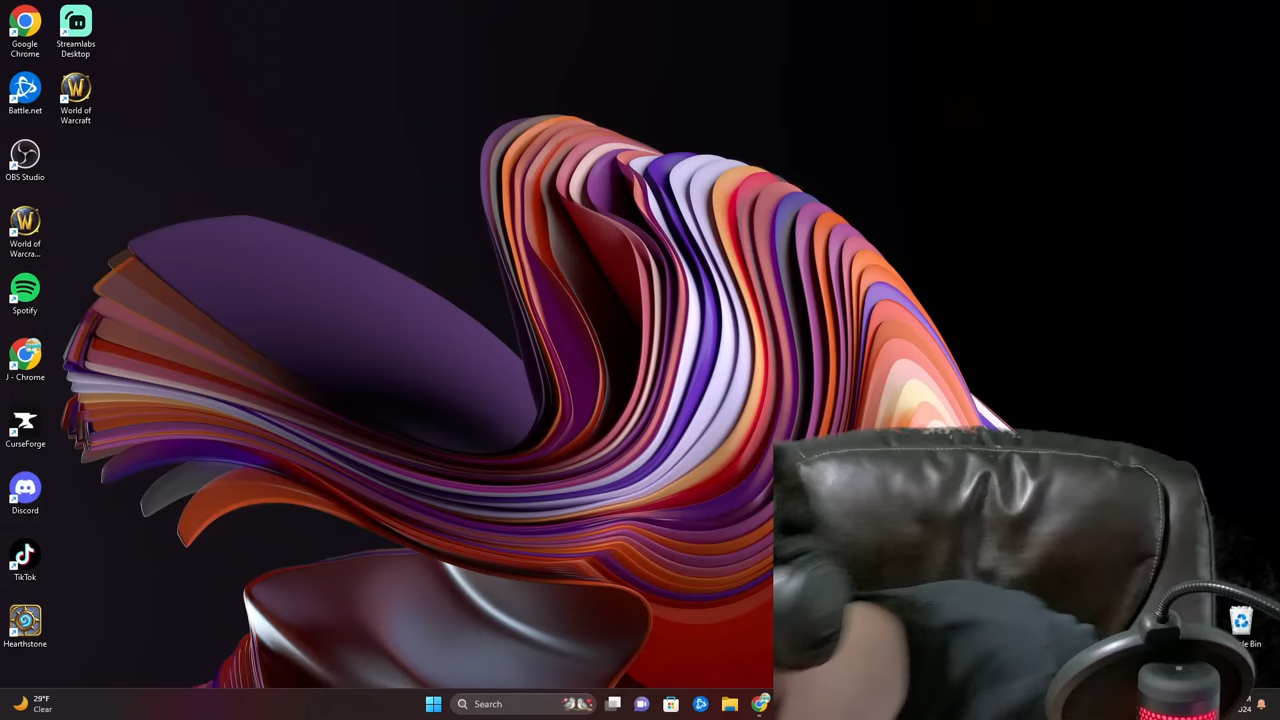 Google
Chrome
Streamlabs
Desktop
Battle.net
World of
Warcraft
OBS Studio
World of
Warcra...
Spotify
J - Chrome
CurseForge
Discord
TikTok
Hearthstone
Bin
29°F
Clear
Search